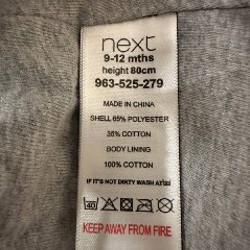 next
9-12 mths
height 80cm
963-525-279
MADE IN CHINA
SHELL 65% POLYESTER
35% COTTON
BODY LINING
100% COTTON
IF IT'S NOT DIRTY WASH AT
40
KEEP AWAY FROM FIRE